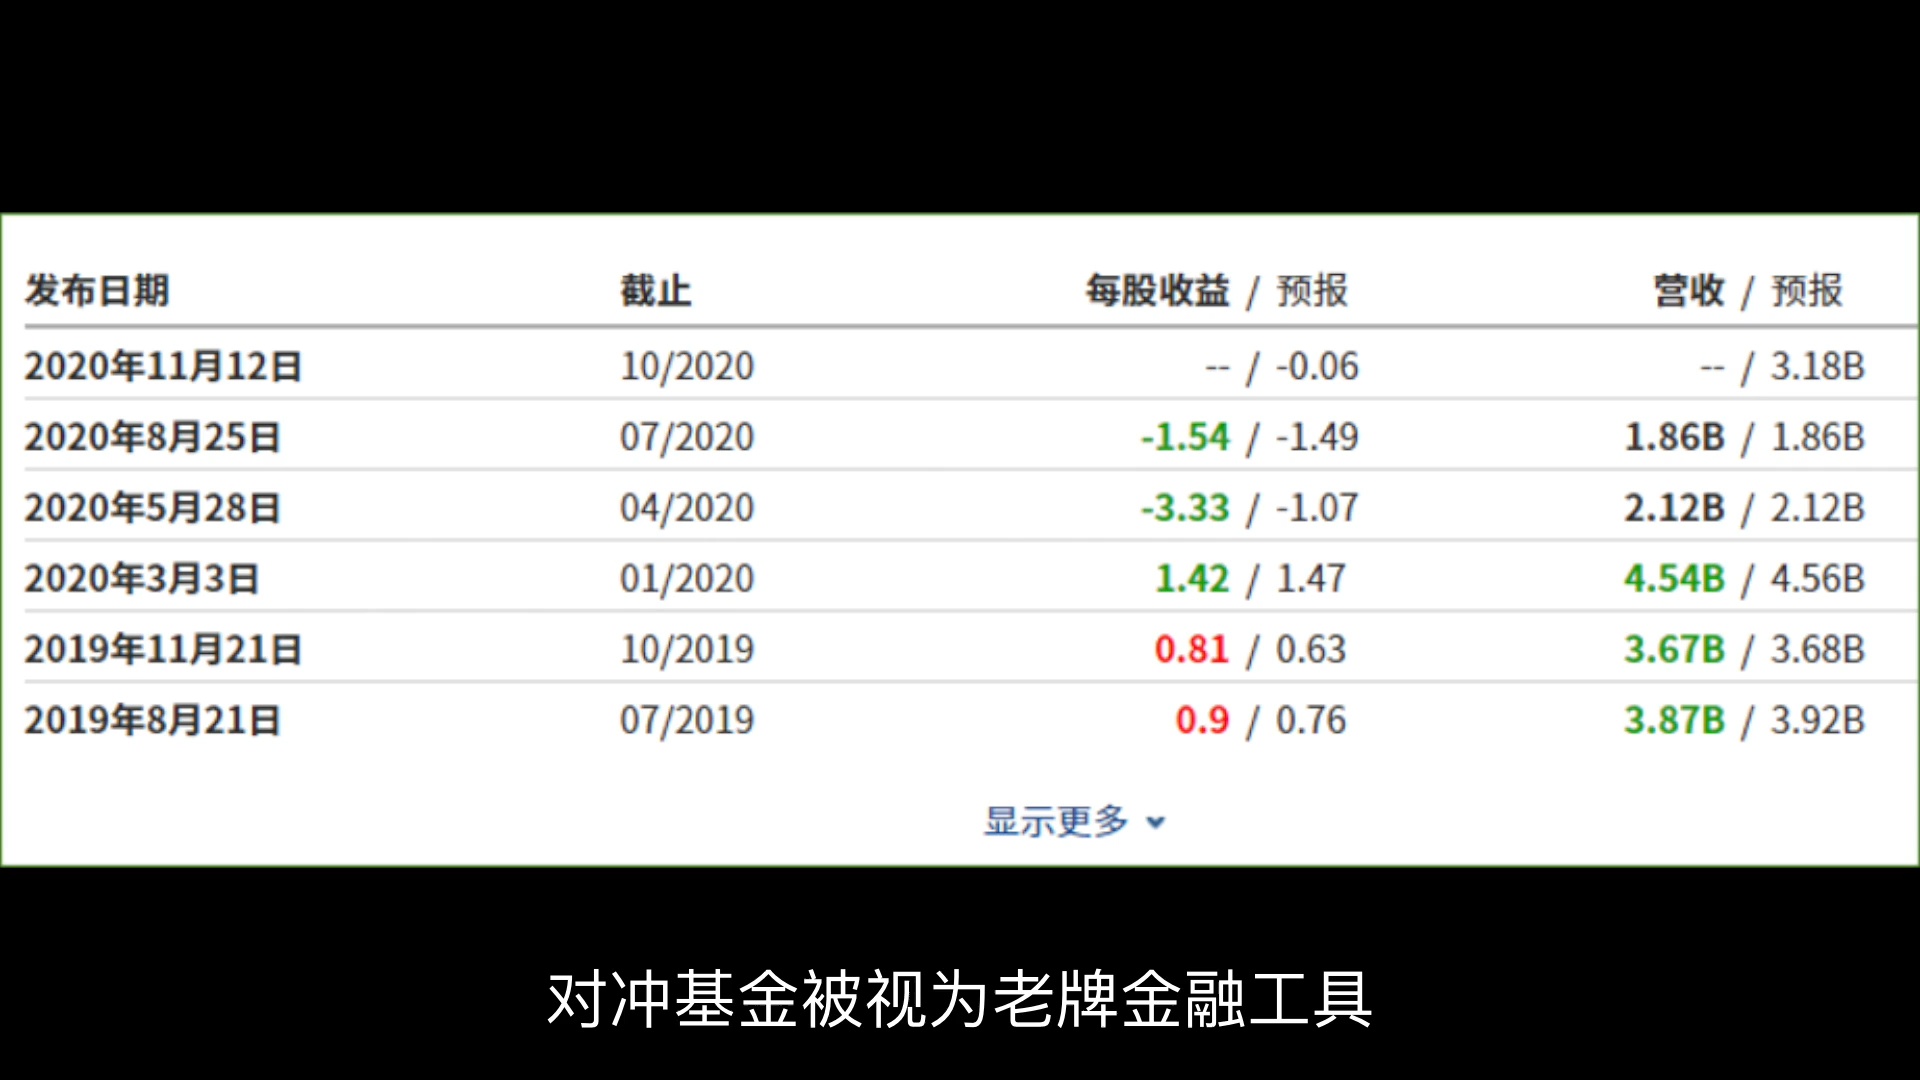 发布日期 截止 每股收益 / 预报 营收 / 预报
2020年11月12日 10/2020 -- / -0.06 -- / 3.18B
2020年8月25日 07/2020 -1.54 / -1.49 1.86B / 1.86B
2020年5月28日 04/2020 -3.33 / -1.07 2.12B / 2.12B
2020年3月3日 01/2020 1.42 / 1.47 4.54B / 4.56B
2019年11月21日 10/2019 0.81 / 0.63 3.67B / 3.68B
2019年8月21日 07/2019 0.9 / 0.76 3.87B / 3.92B
显示更多
对冲基金被视为老牌金融工具